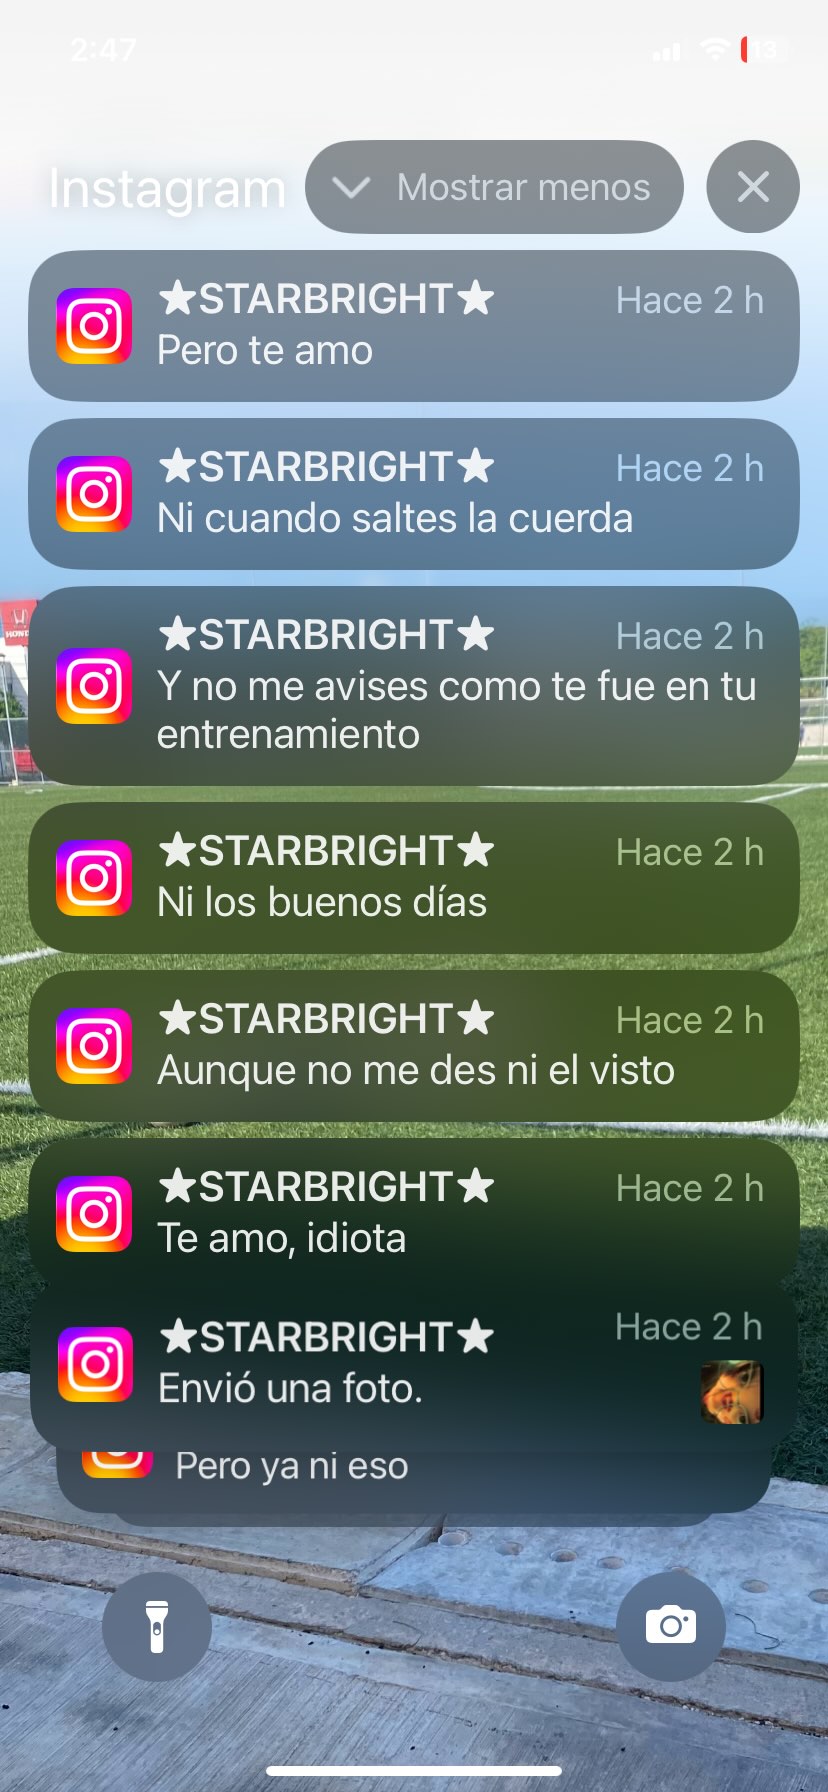 2:47
13
Instagram
Mostrar menos
★STARBRIGHT★
Hace 2 h
Pero te amo
★STARBRIGHT★
Hace 2 h
Ni cuando saltes la cuerda
★STARBRIGHT★
Hace 2 h
Y no me avises como te fue en tu
entrenamiento
★STARBRIGHT★
Hace 2 h
Ni los buenos días
★STARBRIGHT★
Hace 2 h
Aunque no me des ni el visto
★STARBRIGHT★
Hace 2 h
Te amo, idiota
★STARBRIGHT★
Hace 2 h
Envió una foto.
Pero ya ni eso